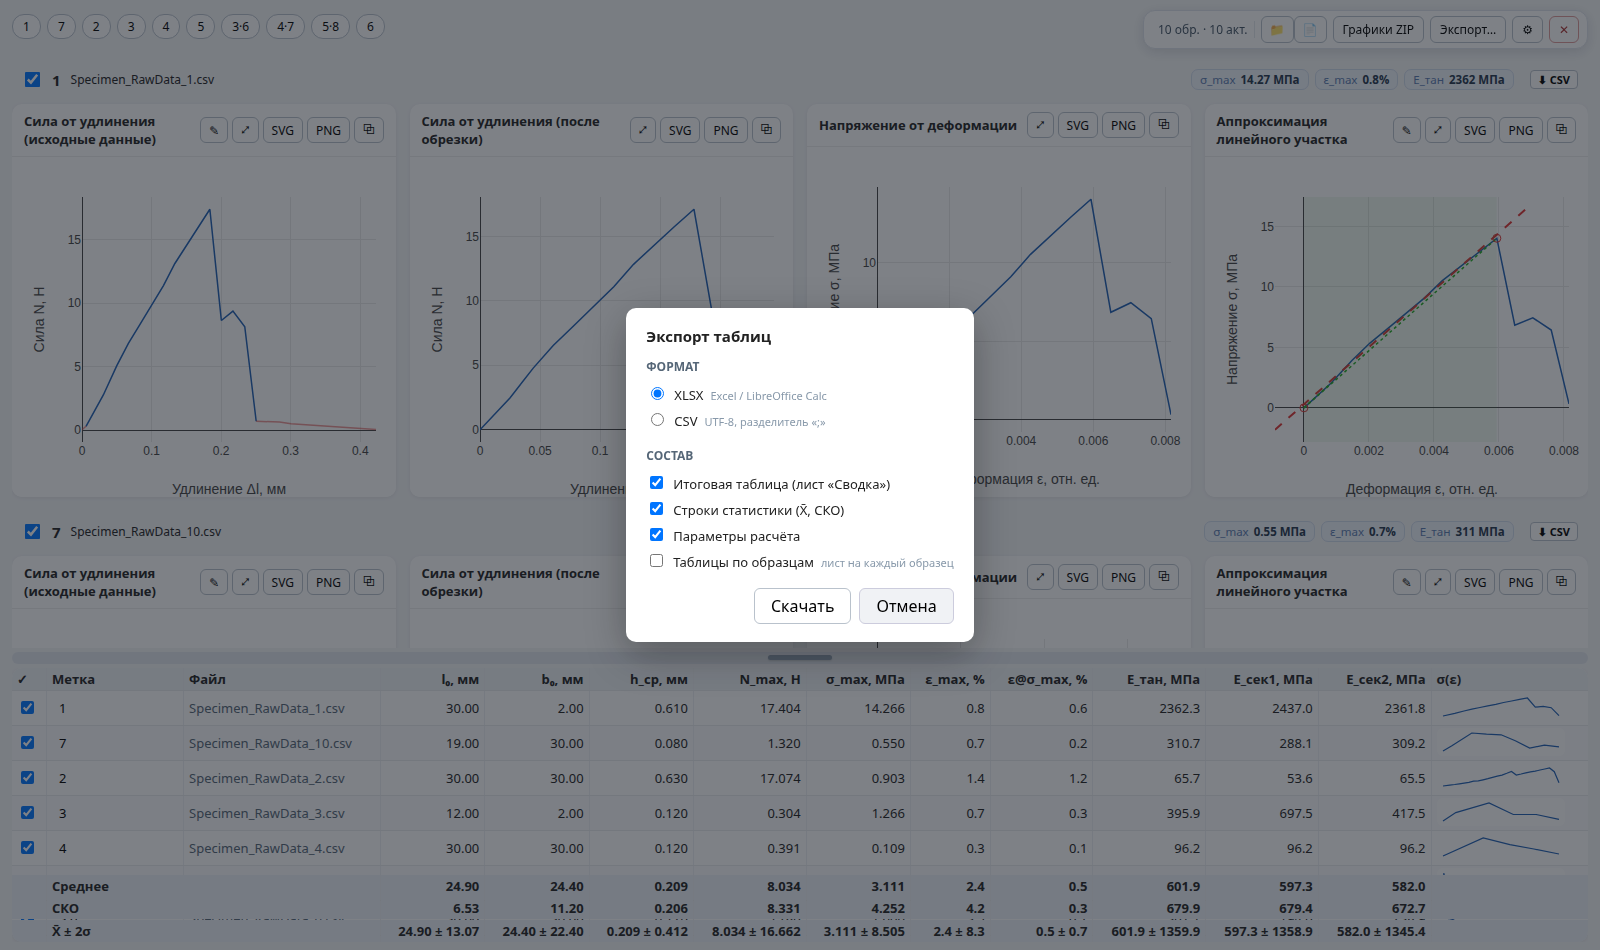 1 7 2 3 4 5 3·6 4·7 5·8 6
10 обр. · 10 акт. Графики ZIP Экспорт... ⚙ ✕
1 Specimen_RawData_1.csv σ_max 14.27 МПа ε_max 0.8% E_тан 2362 МПа ⬇ CSV
Сила от удлинения
(исходные данные)
✎ ⤢ SVG PNG
Сила от удлинения (после
обрезки)
⤢ SVG PNG
Напряжение от деформации
⤢ SVG PNG
Аппроксимация
линейного участка
✎ ⤢ SVG PNG
Сила N, Н
15
10
5
0
0 0.1 0.2 0.3 0.4
Удлинение Δl, мм
Сила N, Н
15
10
5
0
0 0.05 0.1
Удлинен
ие σ, МПа
10
0.004 0.006 0.008
ормация ε, отн. ед.
Напряжение σ, МПа
15
10
5
0
0 0.002 0.004 0.006 0.008
Деформация ε, отн. ед.
Экспорт таблиц
ФОРМАТ
XLSX Excel / LibreOffice Calc
CSV UTF-8, разделитель «;»
СОСТАВ
Итоговая таблица (лист «Сводка»)
Строки статистики (X̄, СКО)
Параметры расчёта
Таблицы по образцам лист на каждый образец
Скачать Отмена
7 Specimen_RawData_10.csv σ_max 0.55 МПа ε_max 0.7% E_тан 311 МПа ⬇ CSV
Сила от удлинения
(исходные данные)
✎ ⤢ SVG PNG
Сила от удлинения (после
обрезки)
мации
⤢ SVG PNG
Аппроксимация
линейного участка
✎ ⤢ SVG PNG
✓ Метка Файл l₀, мм b₀, мм h_ср, мм N_max, Н σ_max, МПа ε_max, % ε@σ_max, % E_тан, МПа E_сек1, МПа E_сек2, МПа σ(ε)
1 Specimen_RawData_1.csv 30.00 2.00 0.610 17.404 14.266 0.8 0.6 2362.3 2437.0 2361.8
7 Specimen_RawData_10.csv 19.00 30.00 0.080 1.320 0.550 0.7 0.2 310.7 288.1 309.2
2 Specimen_RawData_2.csv 30.00 30.00 0.630 17.074 0.903 1.4 1.2 65.7 53.6 65.5
3 Specimen_RawData_3.csv 12.00 2.00 0.304 1.266 1.266 0.7 0.3 395.9 697.5 417.5
4 Specimen_RawData_4.csv 30.00 30.00 0.120 0.391 0.109 0.3 0.1 96.2 96.2 96.2
Среднее 24.90 24.40 0.209 8.034 3.111 2.4 0.5 601.9 597.3 582.0
СКО 6.53 11.20 0.206 8.331 4.252 4.2 0.3 679.9 679.4 672.7
X̄ ± 2σ 24.90 ± 13.07 24.40 ± 22.40 0.209 ± 0.412 8.034 ± 16.662 3.111 ± 8.505 2.4 ± 8.3 0.5 ± 0.7 601.9 ± 1359.9 597.3 ± 1358.9 582.0 ± 1345.4